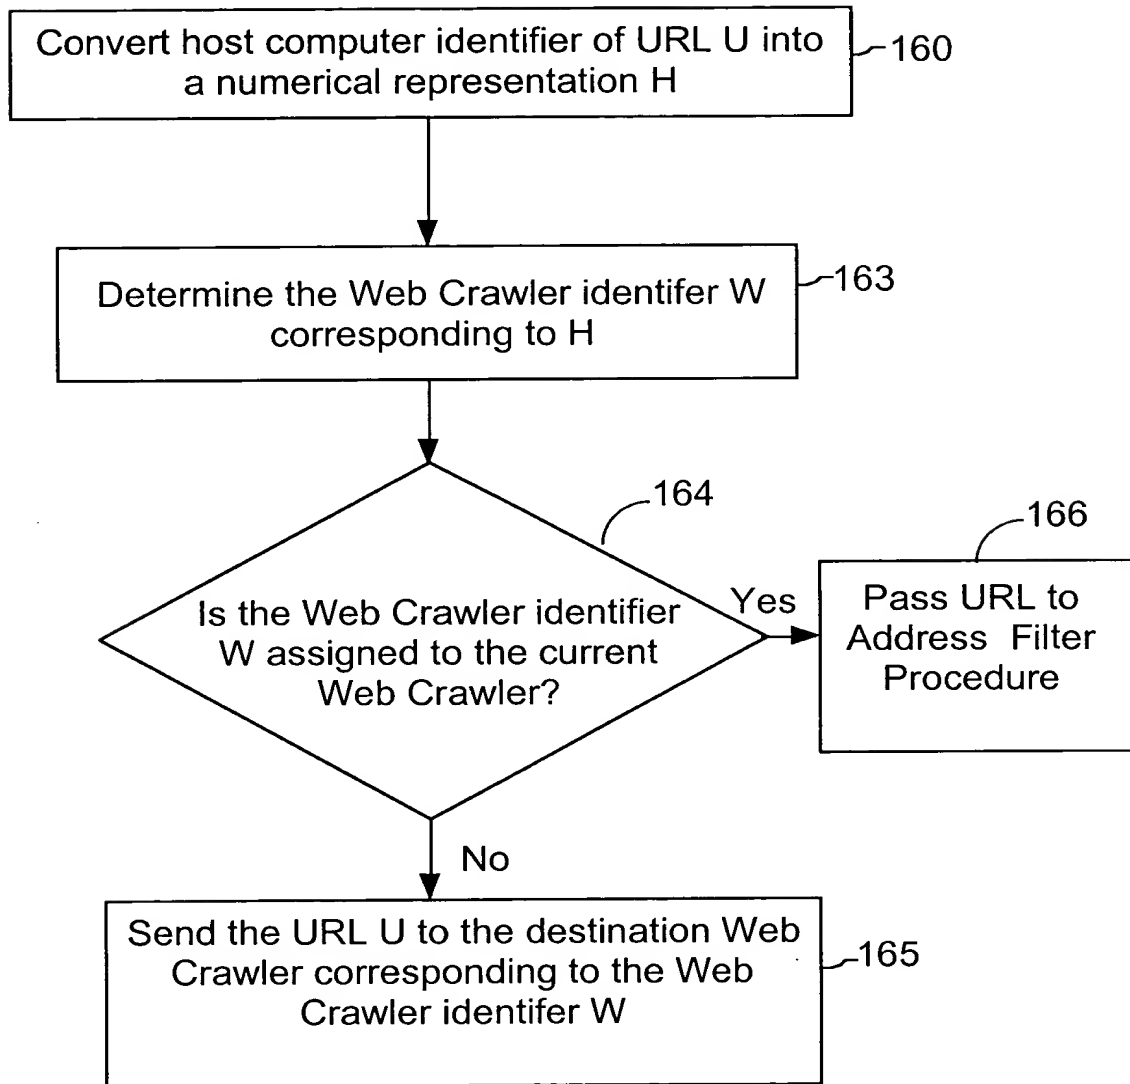 Convert host computer identifier of URL U into
a numerical representation H
160
Determine the Web Crawler identifer W
corresponding to H
163
164
Is the Web Crawler identifier
W assigned to the current
Web Crawler?
Yes
166
Pass URL to
Address Filter
Procedure
No
Send the URL U to the destination Web
Crawler corresponding to the Web
Crawler identifer W
165